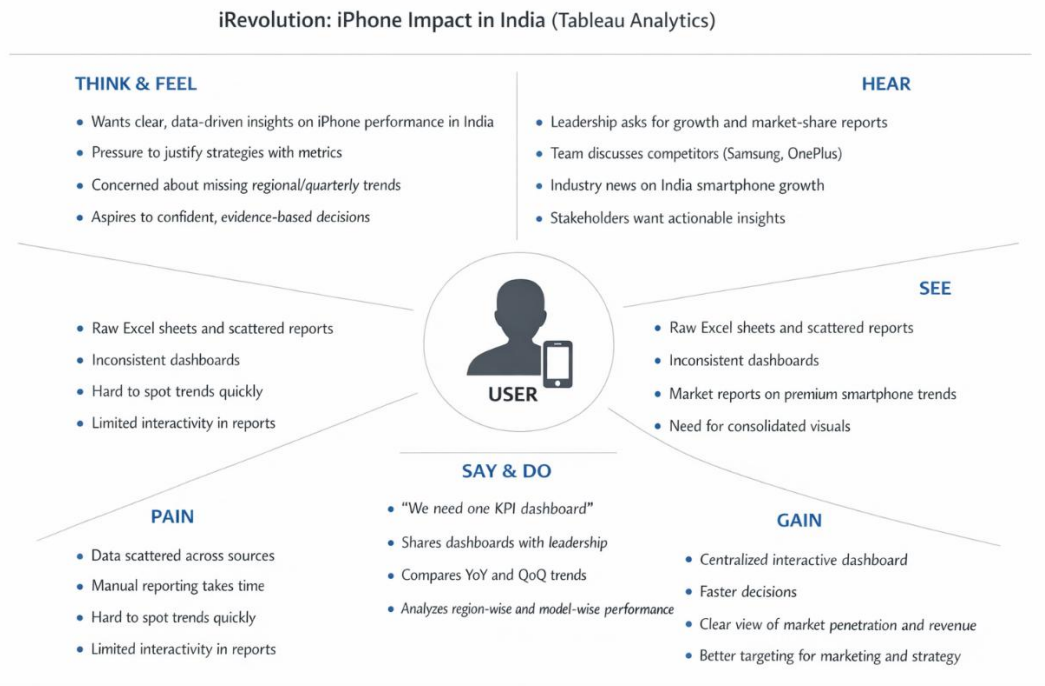 iRevolution: iPhone Impact in India (Tableau Analytics)
THINK & FEEL
• Wants clear, data-driven insights on iPhone performance in India
• Pressure to justify strategies with metrics
• Concerned about missing regional/quarterly trends
• Aspires to confident, evidence-based decisions
HEAR
• Leadership asks for growth and market-share reports
• Team discusses competitors (Samsung, OnePlus)
• Industry news on India smartphone growth
• Stakeholders want actionable insights
• Raw Excel sheets and scattered reports
• Inconsistent dashboards
• Hard to spot trends quickly
• Limited interactivity in reports
USER
SEE
• Raw Excel sheets and scattered reports
• Inconsistent dashboards
• Market reports on premium smartphone trends
• Need for consolidated visuals
PAIN
• Data scattered across sources
• Manual reporting takes time
• Hard to spot trends quickly
• Limited interactivity in reports
SAY & DO
• "We need one KPI dashboard"
• Shares dashboards with leadership
• Compares YoY and QoQ trends
• Analyzes region-wise and model-wise performance
GAIN
• Centralized interactive dashboard
• Faster decisions
• Clear view of market penetration and revenue
• Better targeting for marketing and strategy